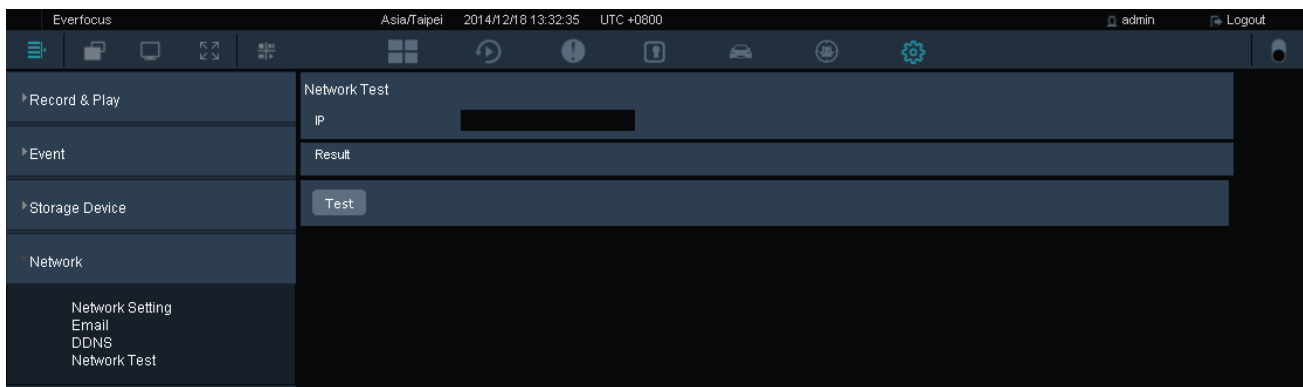 Everfocus Asia/Taipei 2014/12/18 13:32:35 UTC +0800 admin Logout
Record & Play
Event
Storage Device
Network
Network Setting
Email
DDNS
Network Test
Network Test
IP
Result
Test